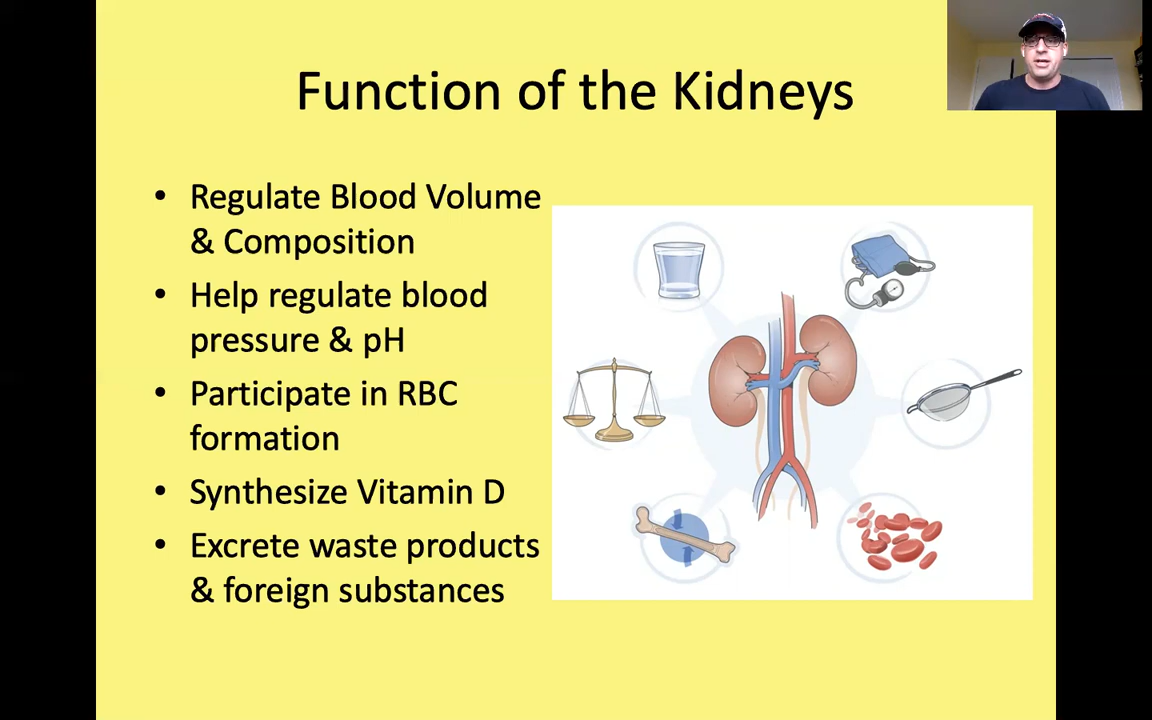 Function of the Kidneys
• Regulate Blood Volume
& Composition
• Help regulate blood
pressure & pH
• Participate in RBC
formation
• Synthesize Vitamin D
• Excrete waste products
& foreign substances